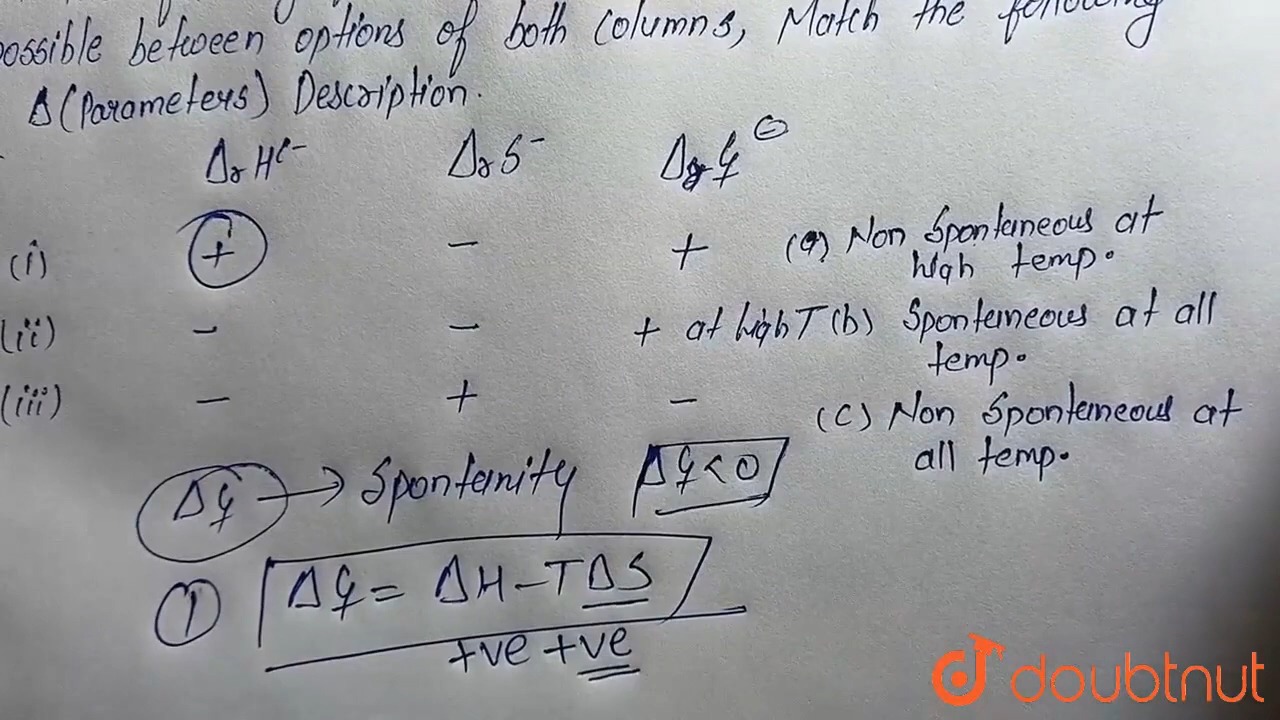 possible between options of both columns, Match the following
Δ(Parameters) Description.
ΔrH⊖ ΔrS⁻ ΔrG⊖
(i) + − + (a) Non Spontaneous at
high temp.
(ii) − − + at high T (b) Spontaneous at all
temp.
(iii) − + − (c) Non Spontaneous at
all temp.
ΔG → Spontenity ΔG<0
① ΔG = ΔH − TΔS
+ve +ve
doubtnut